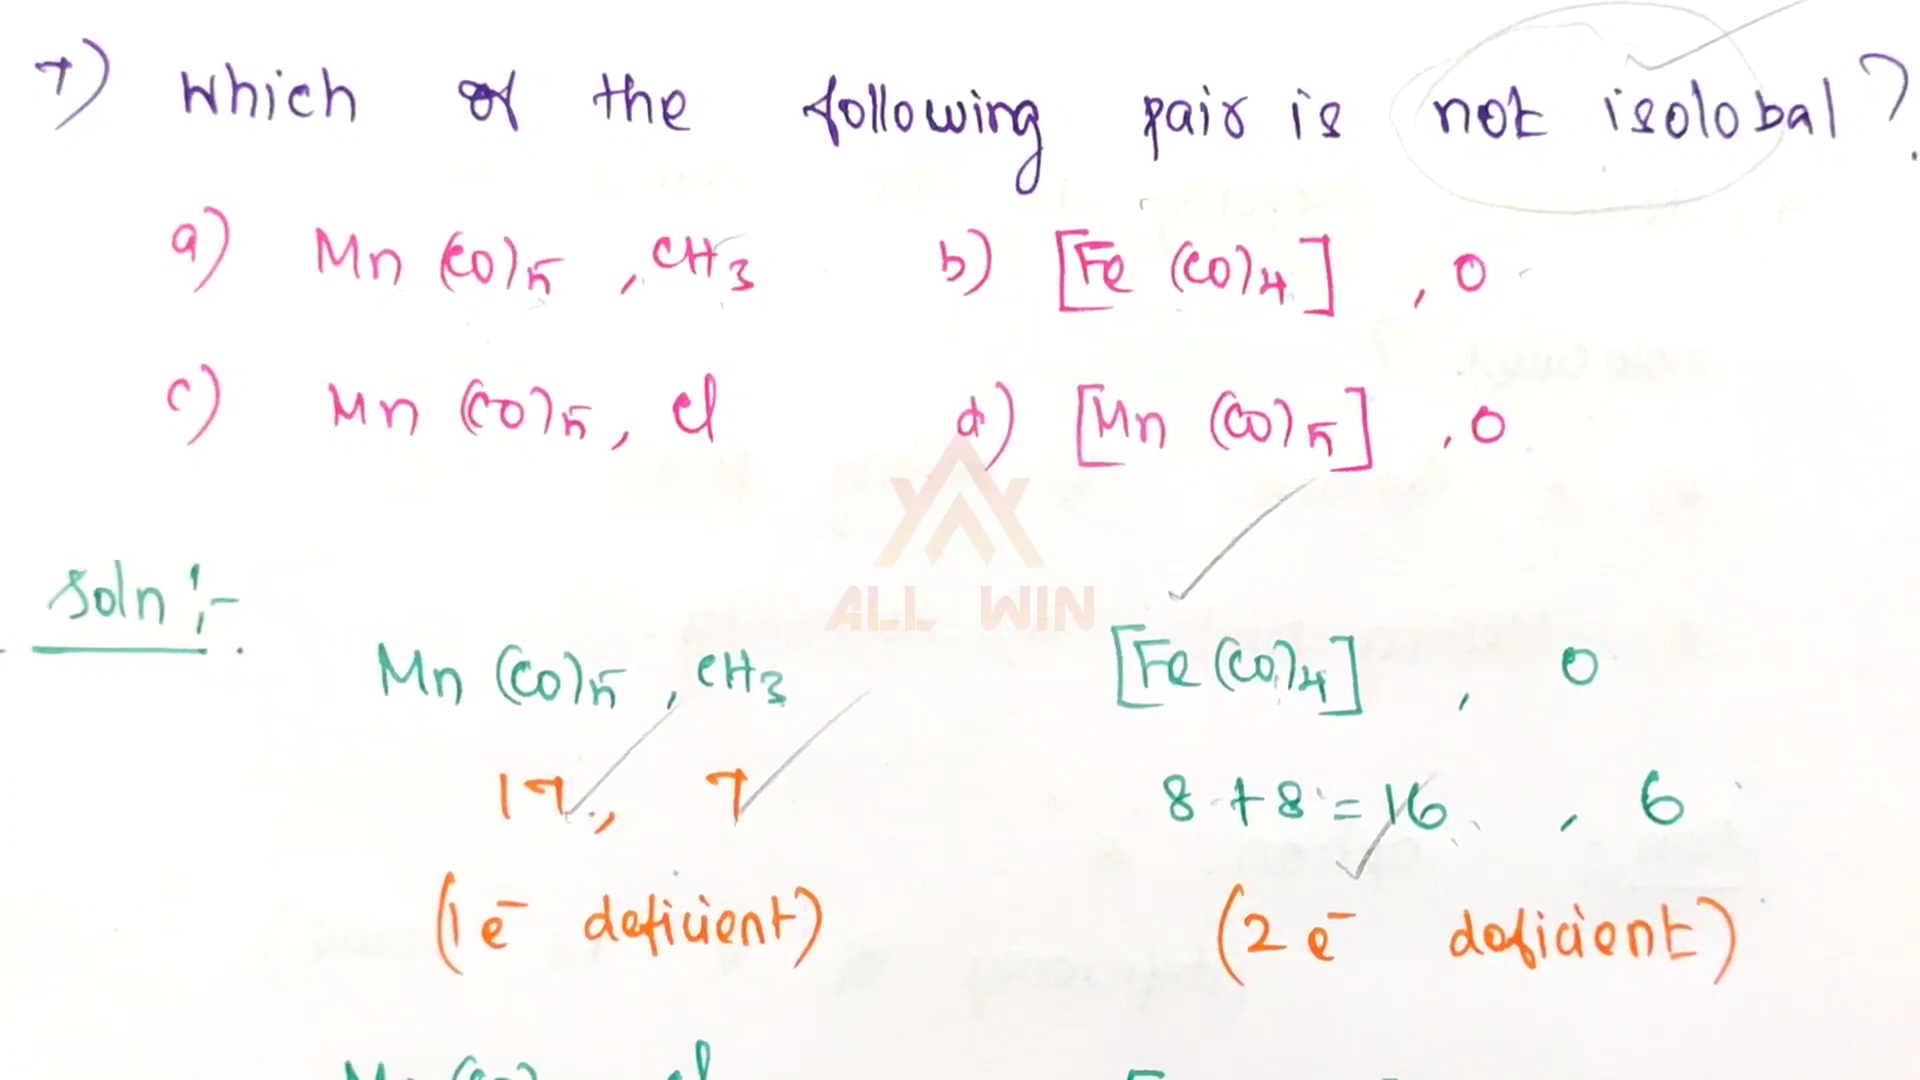 7) Which of the following pair is not isolobal?
a) Mn (CO)5 , CH3 b) [Fe (CO)4] , O
c) Mn (CO)5 , Cl d) [Mn (CO)5] , O
ALL WIN
Soln :-
Mn (CO)5 , CH3 [Fe (CO)4] , O
17 , 7 8 + 8 = 16 , 6
(1 e- deficient) (2 e- deficient)